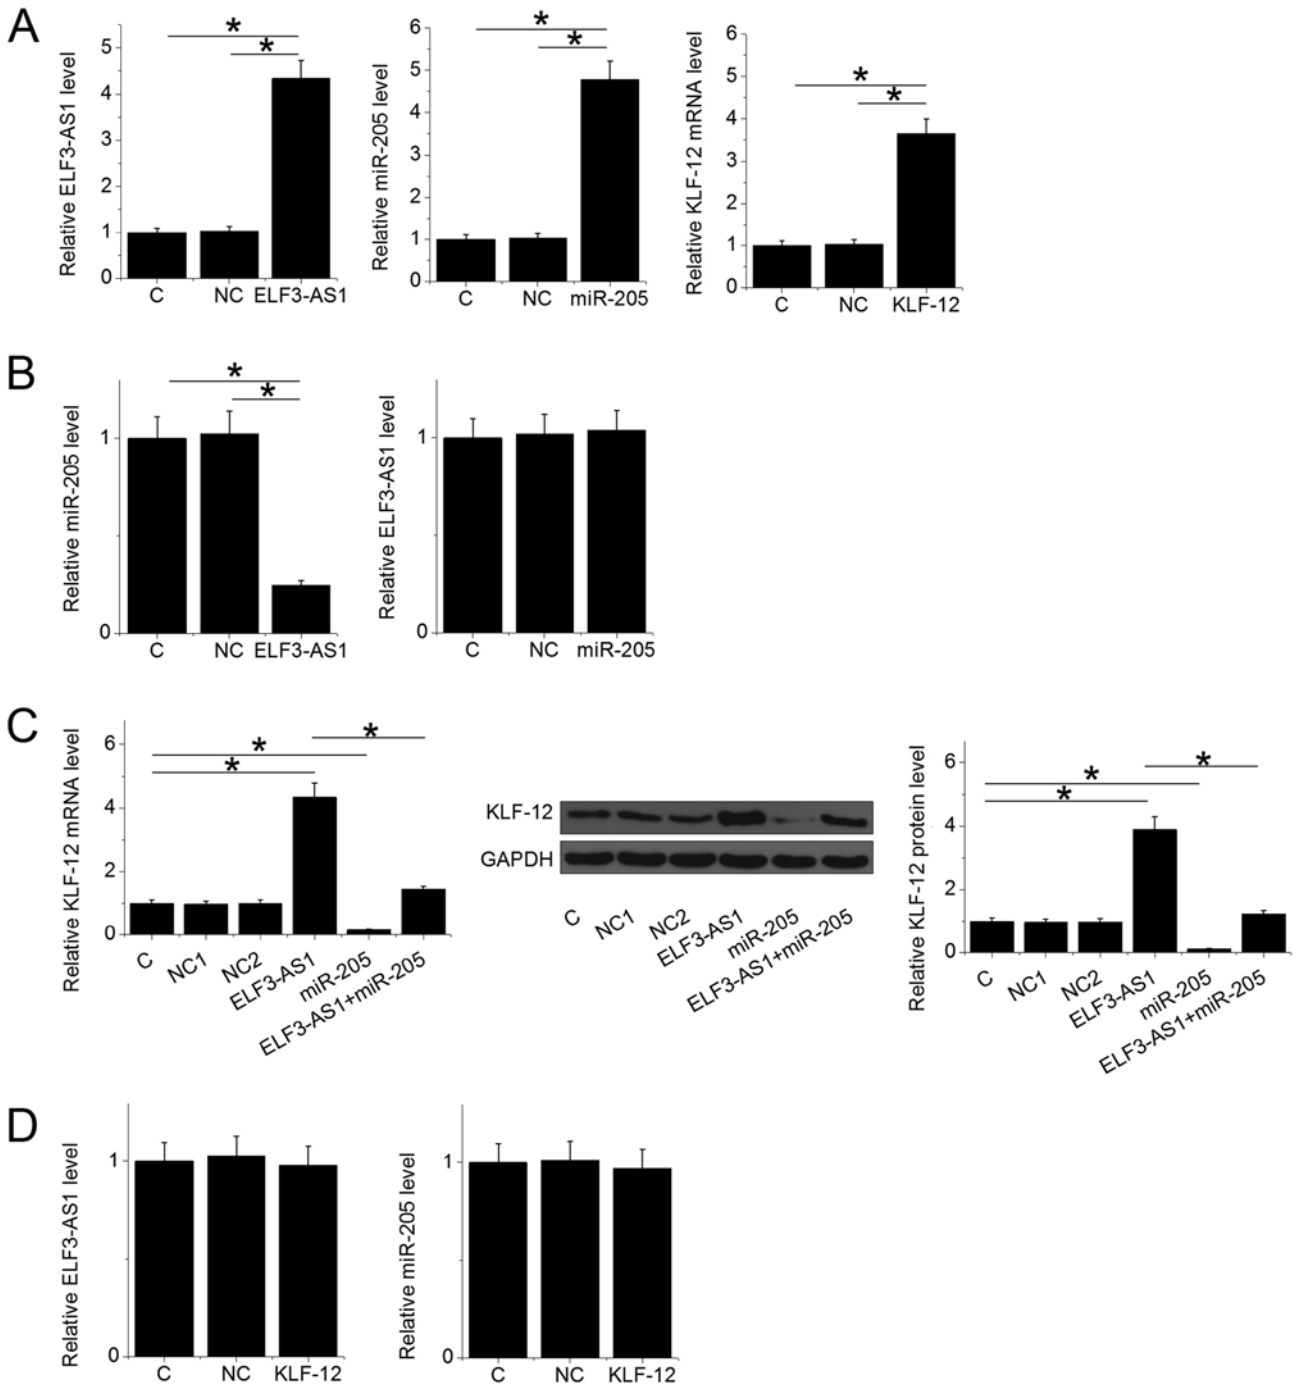 A
Relative ELF3-AS1 level
5
4
3
2
1
0
* *
C NC ELF3-AS1
Relative miR-205 level
6
5
4
3
2
1
0
* *
C NC miR-205
Relative KLF-12 mRNA level
6
5
4
3
2
1
0
* *
C NC KLF-12
B
Relative miR-205 level
1
0
* *
C NC ELF3-AS1
Relative ELF3-AS1 level
1
0
C NC miR-205
C
Relative KLF-12 mRNA level
6
4
2
0
* * *
C NC1 NC2 ELF3-AS1 miR-205 ELF3-AS1+miR-205
KLF-12
GAPDH
C NC1 NC2 ELF3-AS1 miR-205 ELF3-AS1+miR-205
Relative KLF-12 protein level
6
4
2
0
* * *
C NC1 NC2 ELF3-AS1 miR-205 ELF3-AS1+miR-205
D
Relative ELF3-AS1 level
1
0
C NC KLF-12
Relative miR-205 level
1
0
C NC KLF-12